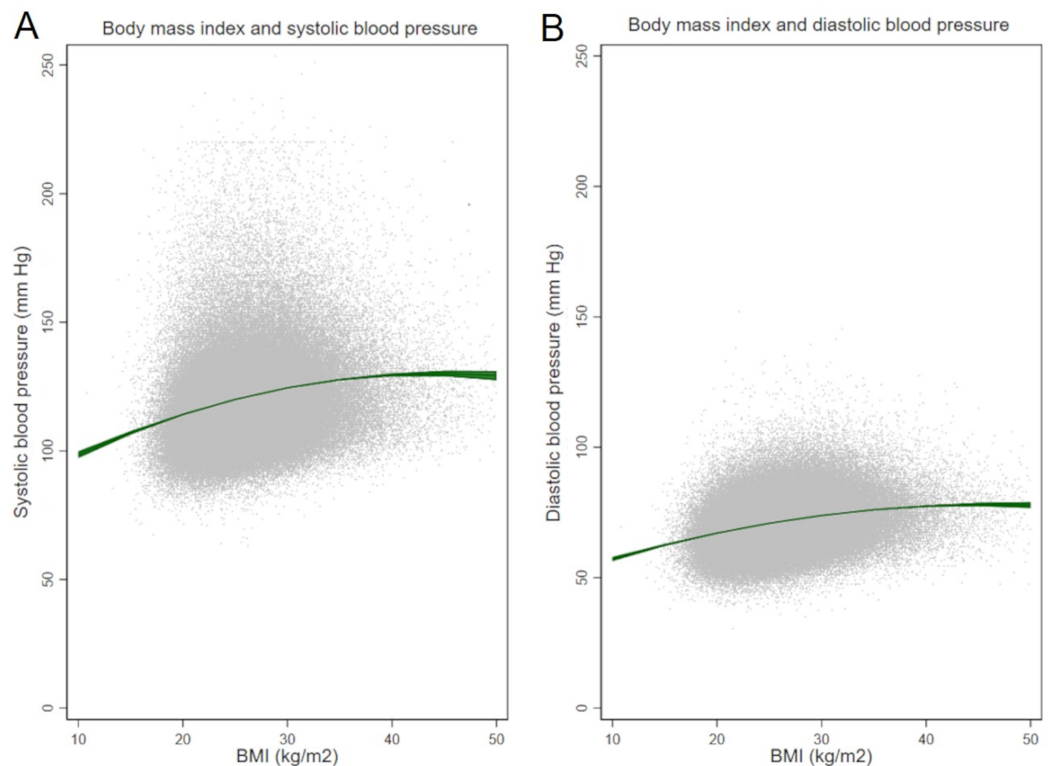 A
Body mass index and systolic blood pressure
Systolic blood pressure (mm Hg)
250
200
150
100
50
0
10 20 30 40 50
BMI (kg/m2)
B
Body mass index and diastolic blood pressure
Diastolic blood pressure (mm Hg)
250
200
150
100
50
0
10 20 30 40 50
BMI (kg/m2)